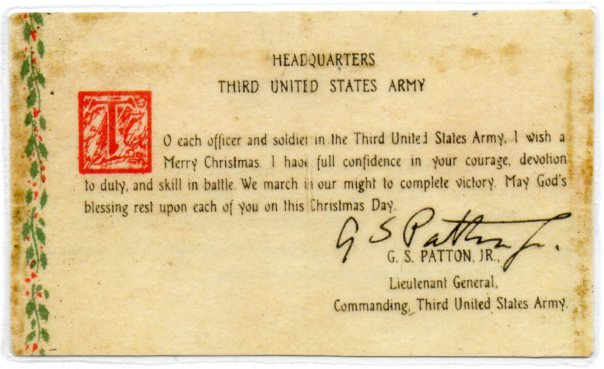 HEADQUARTERS
THIRD UNITED STATES ARMY
TO each officer and soldier in the Third United States Army, I wish a
Merry Christmas. I have full confidence in your courage, devotion
to duty, and skill in battle. We march in our might to complete victory. May God's
blessing rest upon each of you on this Christmas Day.
G S Patton Jr.
G. S. PATTON, JR.,
Lieutenant General,
Commanding, Third United States Army.